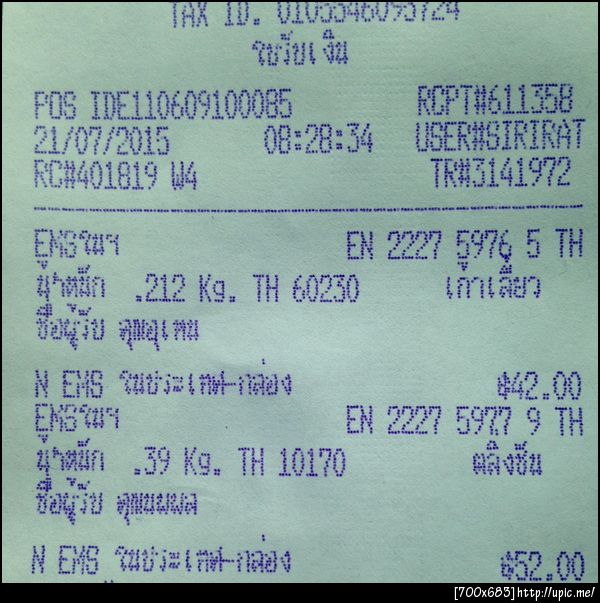 TAX ID. 0105546095724
ใบรับเงิน
POS IDE110609100085 RCPT#611358
21/07/2015 08:28:34 USER#SIRIRAT
RC#401819 W4 TR#3141972
EMSในฯ EN 2227 5976 5 TH
น้ำหนัก .212 Kg. TH 60230 เก้าเลี้ยว
ชื่อผู้รับ คุณอุเทน
N EMS ในประเทศ-กล่อง ฿42.00
EMSในฯ EN 2227 5977 9 TH
น้ำหนัก .39 Kg. TH 10170 ตลิ่งชัน
ชื่อผู้รับ คุณนพพล
N EMS ในประเทศ-กล่อง ฿52.00
[700x683] http://upic.me/